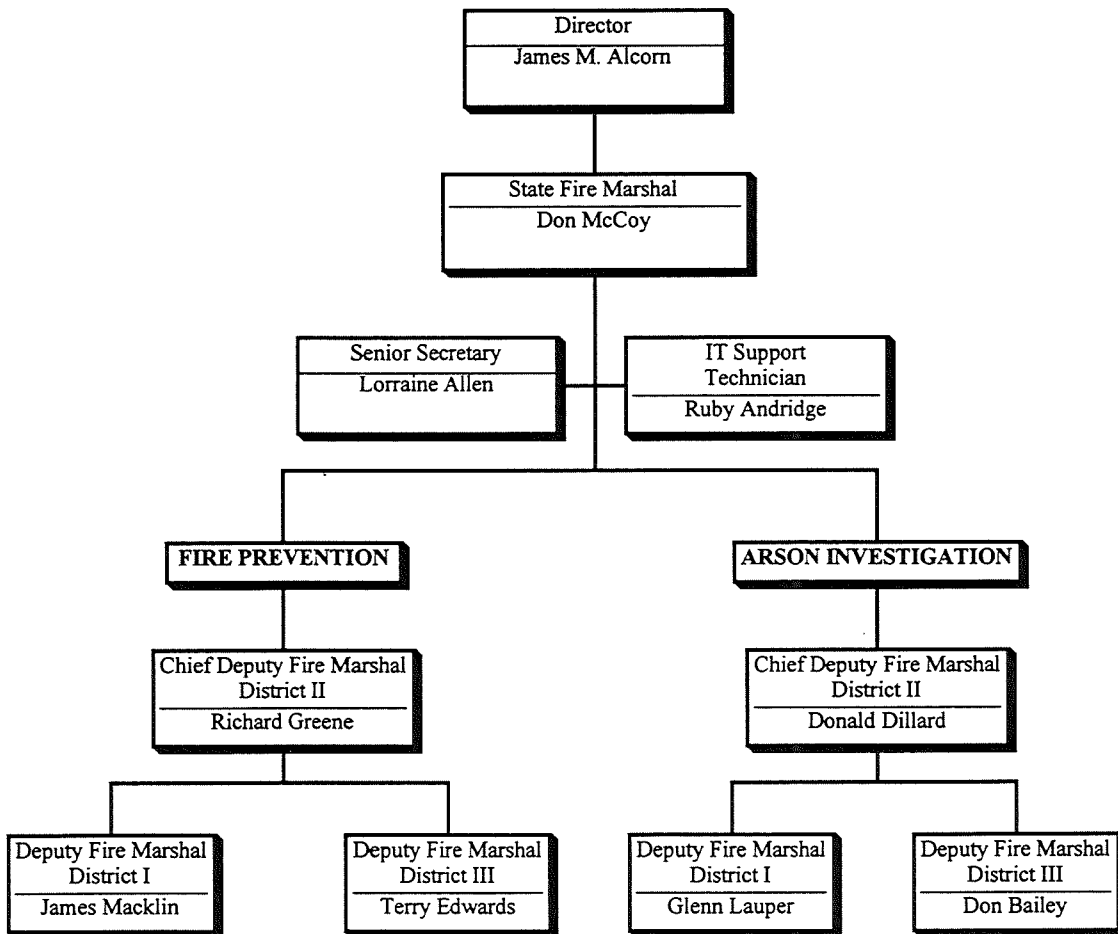 Director
James M. Alcorn
State Fire Marshal
Don McCoy
Senior Secretary
Lorraine Allen
IT Support
Technician
Ruby Andridge
FIRE PREVENTION
ARSON INVESTIGATION
Chief Deputy Fire Marshal
District II
Richard Greene
Chief Deputy Fire Marshal
District II
Donald Dillard
Deputy Fire Marshal
District I
James Macklin
Deputy Fire Marshal
District III
Terry Edwards
Deputy Fire Marshal
District I
Glenn Lauper
Deputy Fire Marshal
District III
Don Bailey